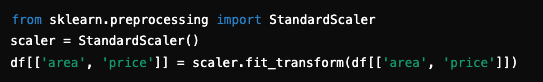 from sklearn.preprocessing import StandardScaler
scaler = StandardScaler()
df[['area', 'price']] = scaler.fit_transform(df[['area', 'price']])